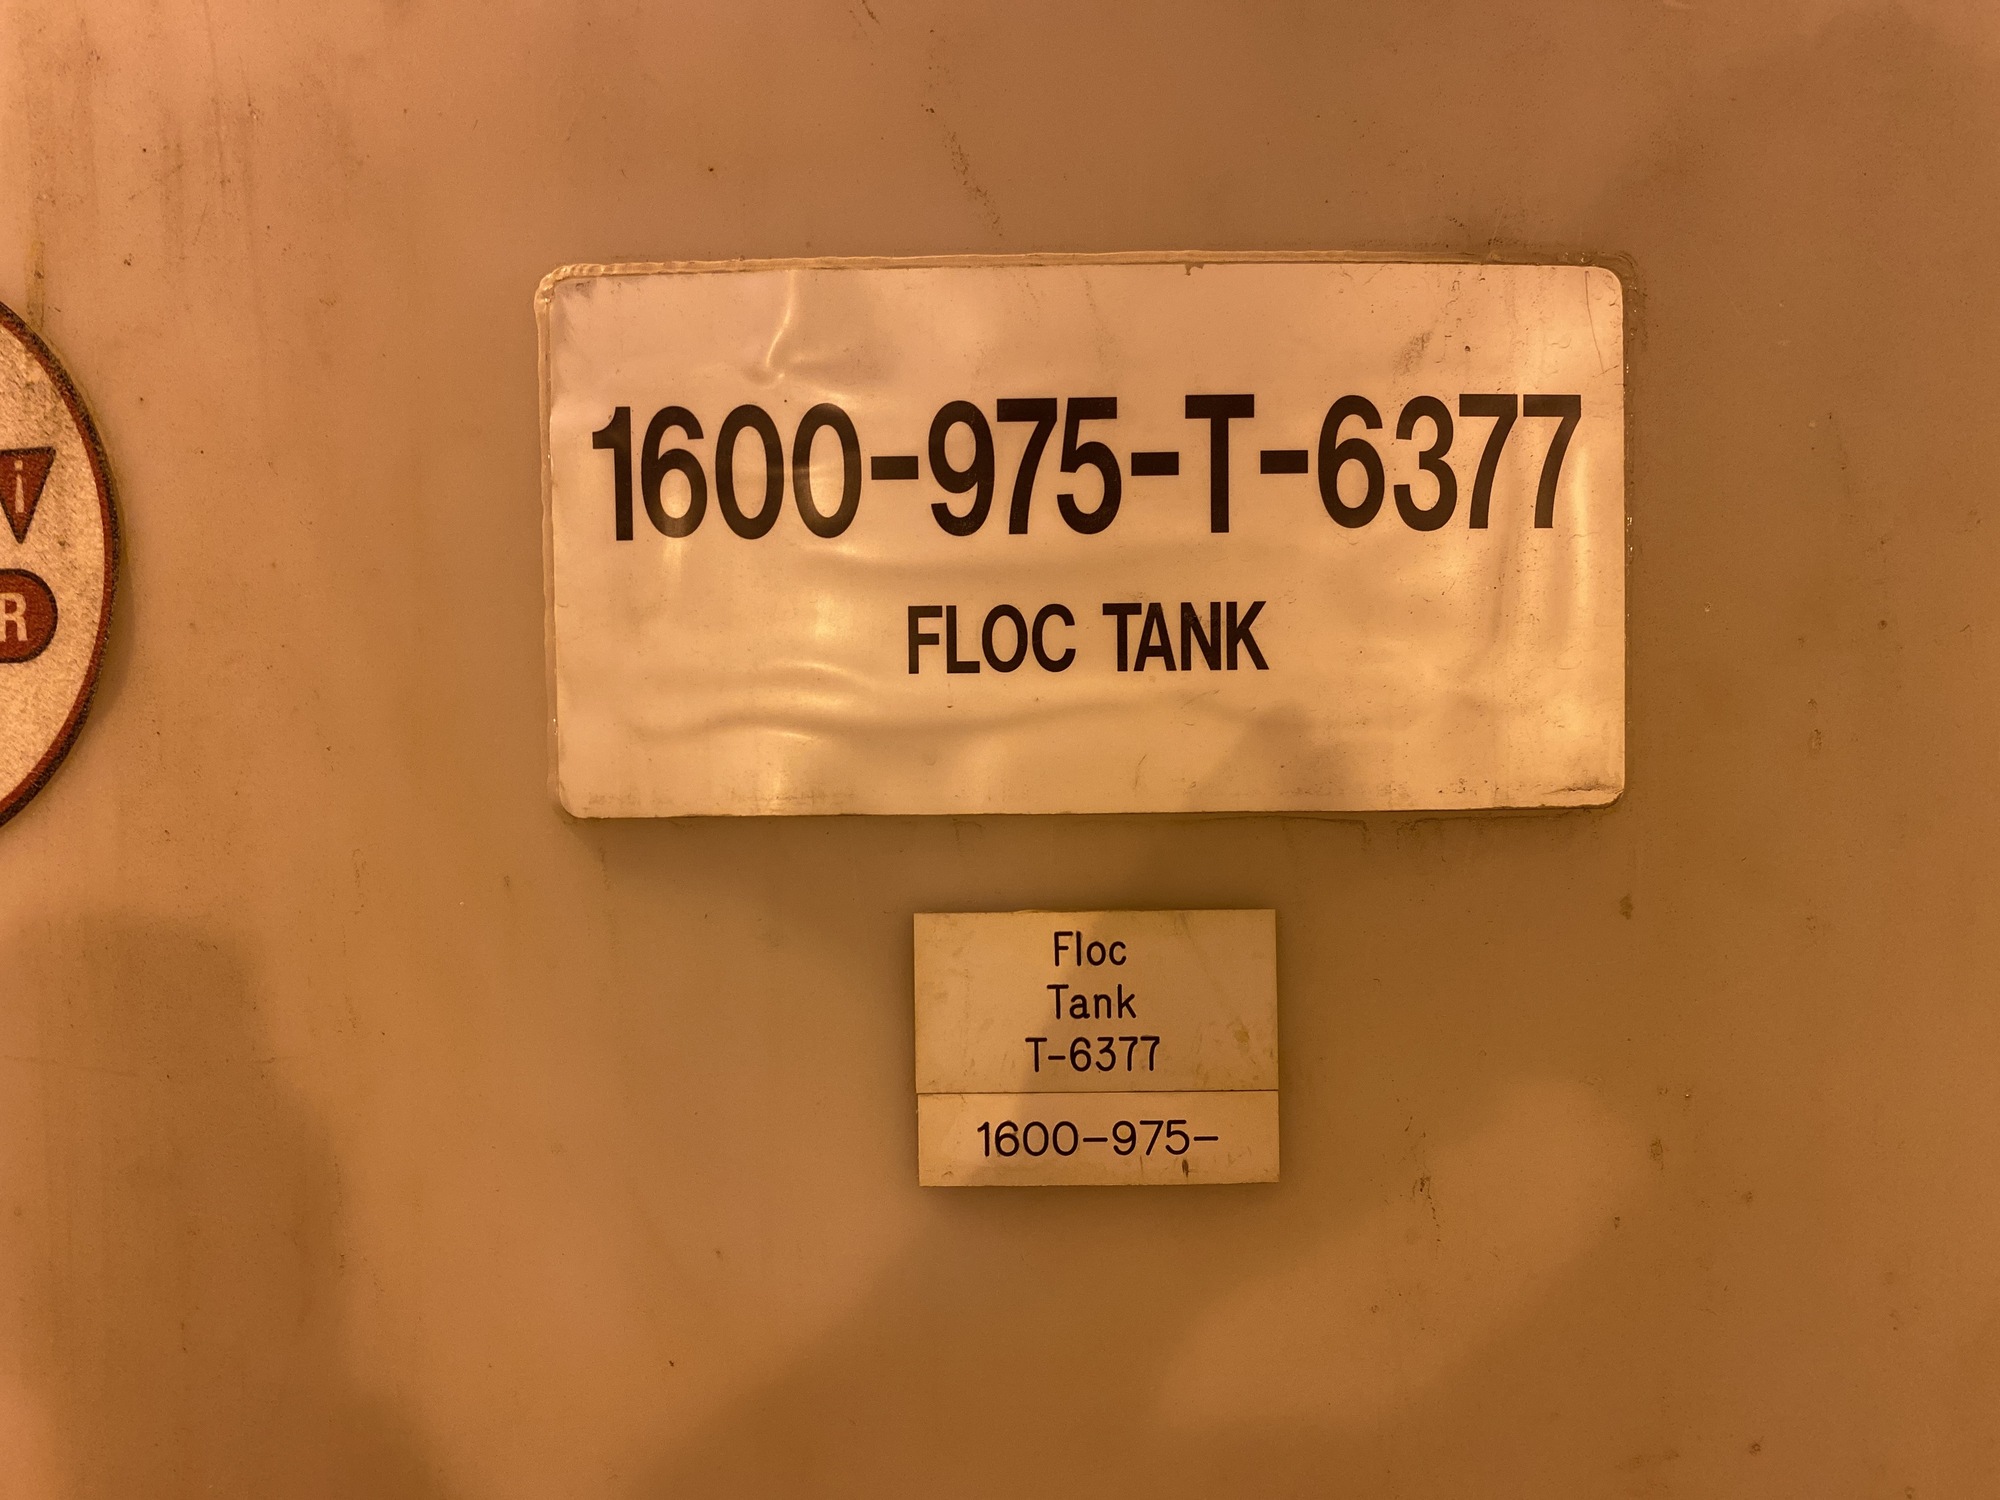 1600-975-T-6377
FLOC TANK
Floc
Tank
T-6377
1600-975-